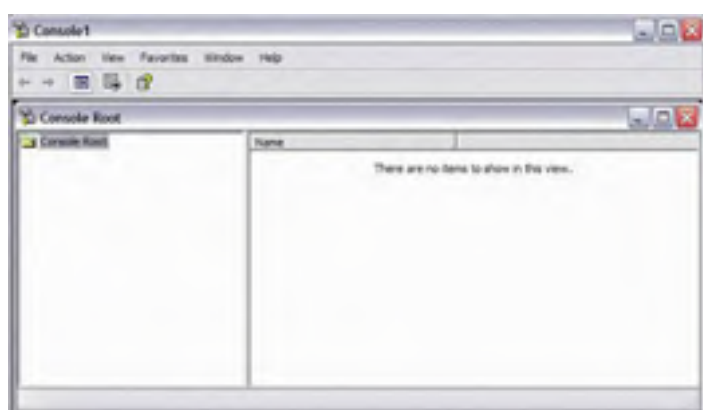 Console1
File Action View Favorites Window Help
Console Root
Console Root
Name
There are no items to show in this view.